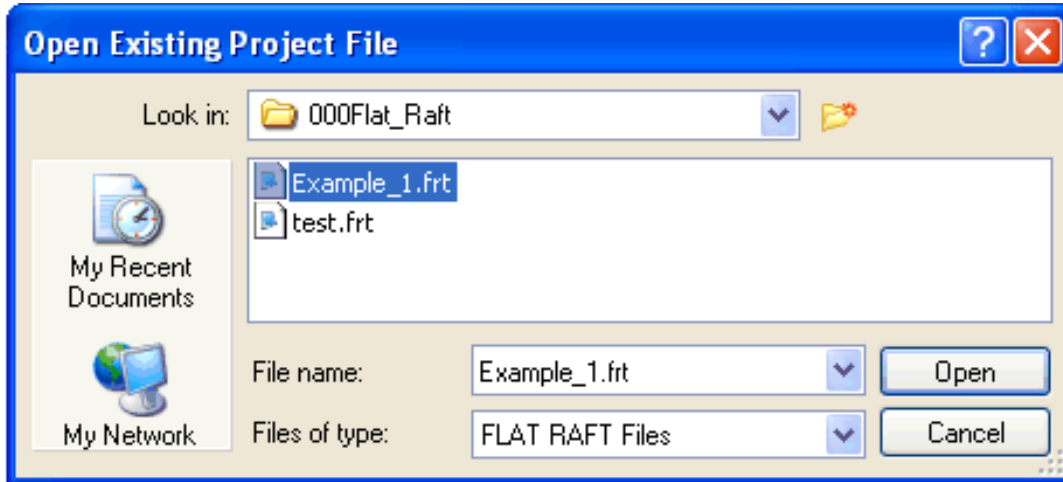 Open Existing Project File
Look in: 000Flat_Raft
Example_1.frt
test.frt
My Recent
Documents
My Network
File name: Example_1.frt Open
Files of type: FLAT RAFT Files Cancel